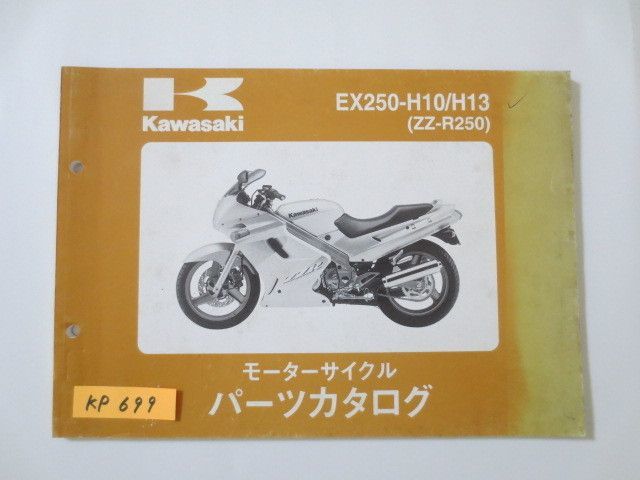 Kawasaki
EX250-H10/H13
(ZZ-R250)
Kawasaki
モーターサイクル
パーツカタログ
KP 699